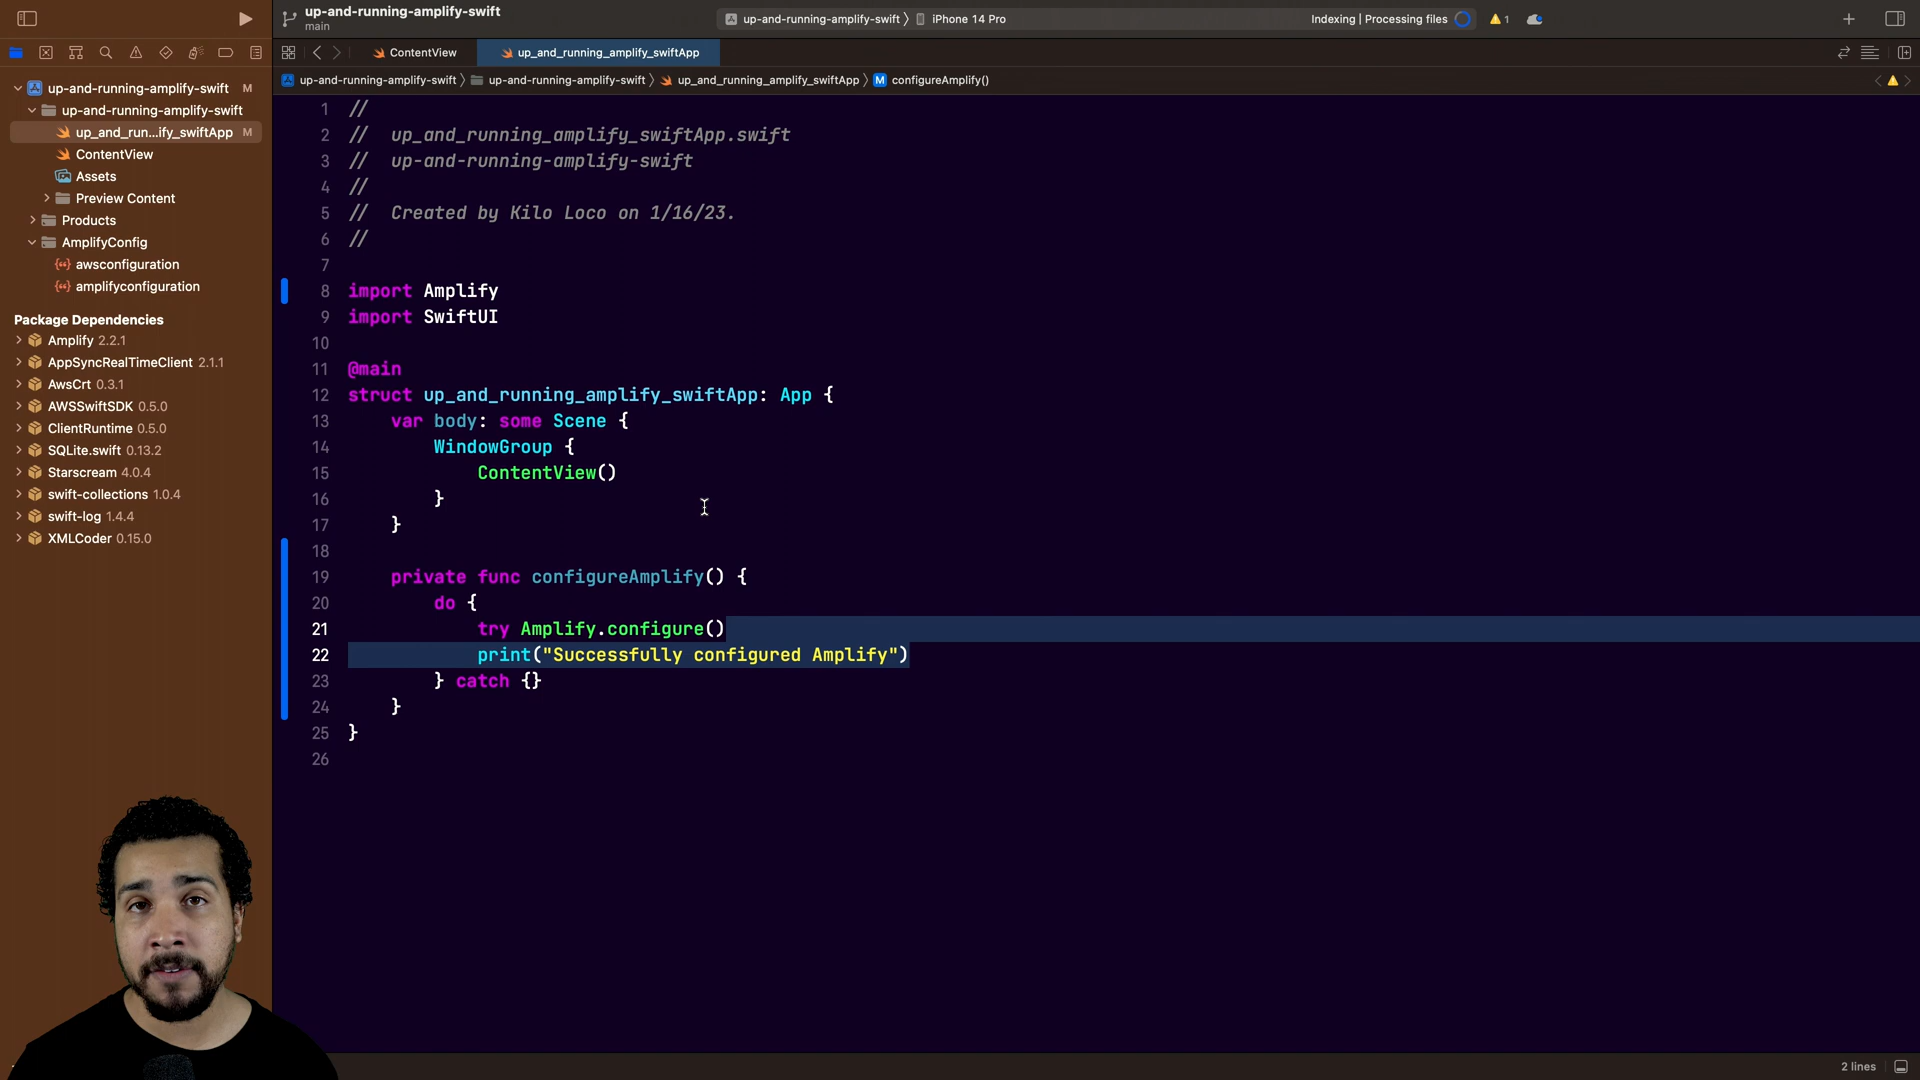 up-and-running-amplify-swift
main
up-and-running-amplify-swift 〉 iPhone 14 Pro
Indexing | Processing files
1
ContentView
up_and_running_amplify_swiftApp
up-and-running-amplify-swift 〉 up-and-running-amplify-swift 〉 up_and_running_amplify_swiftApp 〉 M configureAmplify()
up-and-running-amplify-swift M
up-and-running-amplify-swift
up_and_run...ify_swiftApp M
ContentView
Assets
Preview Content
Products
AmplifyConfig
awsconfiguration
amplifyconfiguration
Package Dependencies
Amplify 2.2.1
AppSyncRealTimeClient 2.1.1
AwsCrt 0.3.1
AWSSwiftSDK 0.5.0
ClientRuntime 0.5.0
SQLite.swift 0.13.2
Starscream 4.0.4
swift-collections 1.0.4
swift-log 1.4.4
XMLCoder 0.15.0
1 //
2 //  up_and_running_amplify_swiftApp.swift
3 //  up-and-running-amplify-swift
4 //
5 //  Created by Kilo Loco on 1/16/23.
6 //
7
8 import Amplify
9 import SwiftUI
10
11 @main
12 struct up_and_running_amplify_swiftApp: App {
13     var body: some Scene {
14         WindowGroup {
15             ContentView()
16         }
17     }
18
19     private func configureAmplify() {
20         do {
21             try Amplify.configure()
22             print("Successfully configured Amplify")
23         } catch {}
24     }
25 }
26
2 lines